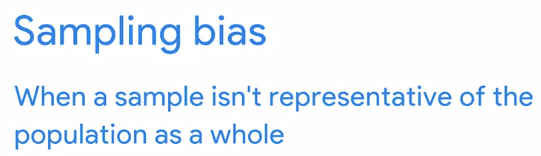 Sampling bias
When a sample isn't representative of the
population as a whole